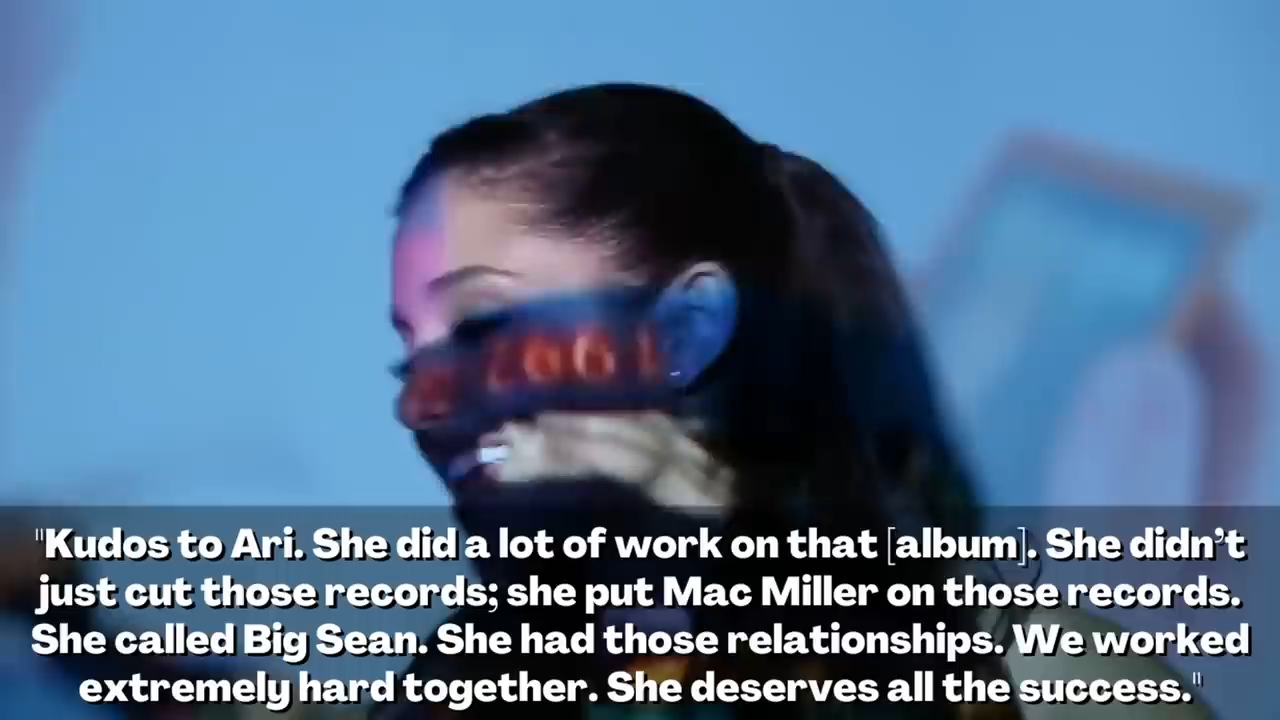 "Kudos to Ari. She did a lot of work on that [album]. She didn’t
just cut those records; she put Mac Miller on those records.
She called Big Sean. She had those relationships. We worked
extremely hard together. She deserves all the success."